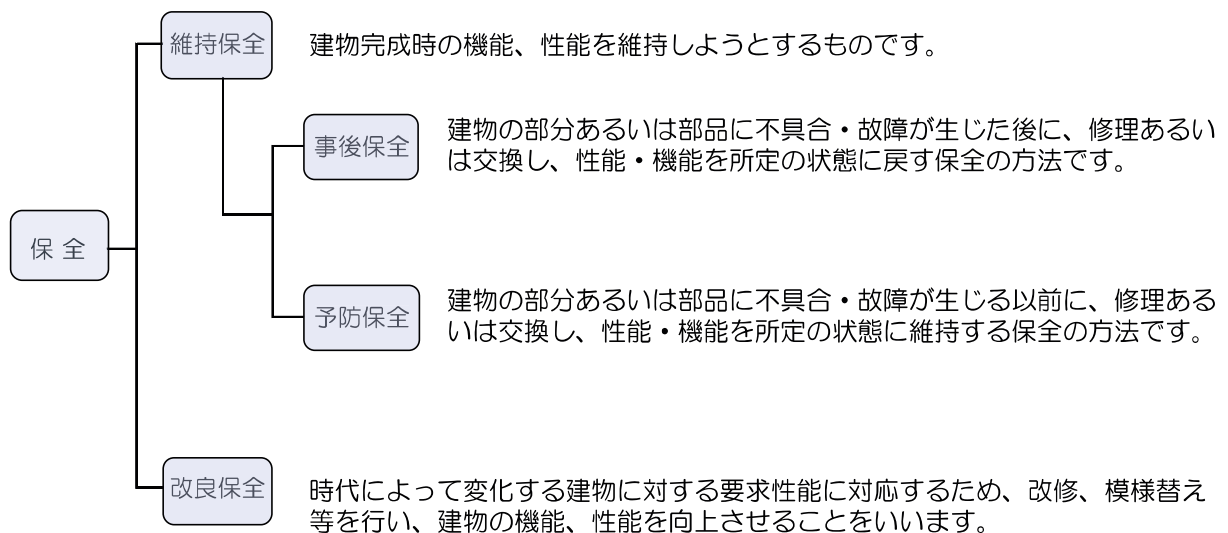 維持保全
建物完成時の機能、性能を維持しようとするものです。
事後保全
建物の部分あるいは部品に不具合・故障が生じた後に、修理あるい
は交換し、性能・機能を所定の状態に戻す保全の方法です。
保 全
予防保全
建物の部分あるいは部品に不具合・故障が生じる以前に、修理ある
いは交換し、性能・機能を所定の状態に維持する保全の方法です。
改良保全
時代によって変化する建物に対する要求性能に対応するため、改修、模様替え
等を行い、建物の機能、性能を向上させることをいいます。